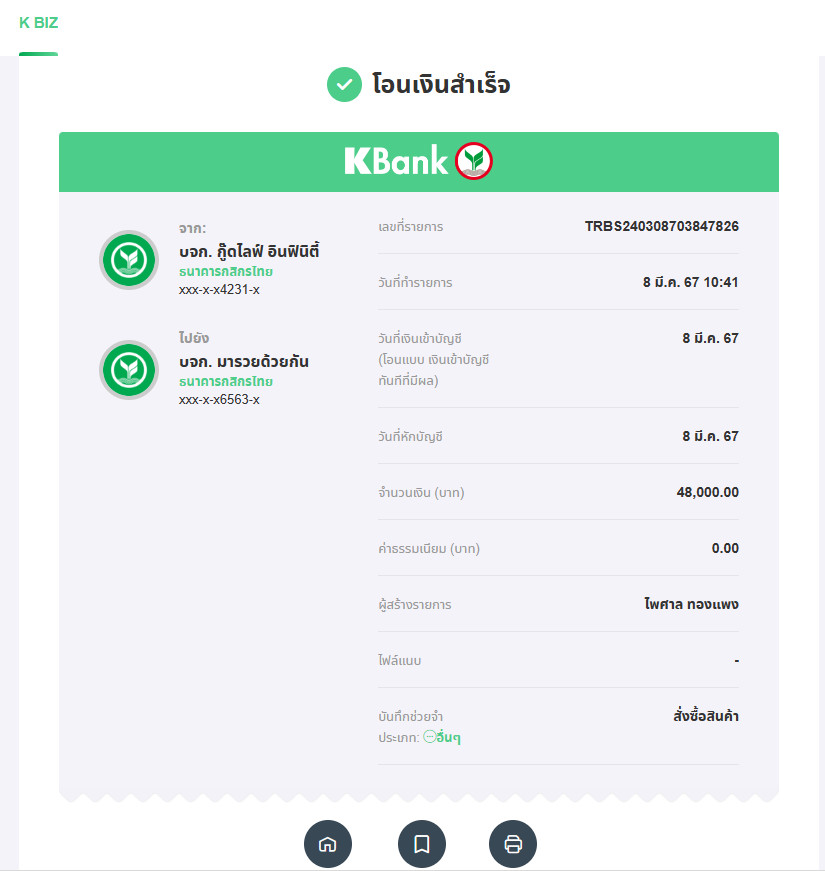 K BIZ
โอนเงินสำเร็จ
KBank
จาก:
บจก. กู๊ดไลฟ์ อินฟินิตี้
ธนาคารกสิกรไทย
xxx-x-x4231-x
ไปยัง
บจก. มารวยด้วยกัน
ธนาคารกสิกรไทย
xxx-x-x6563-x
เลขที่รายการ TRBS240308703847826
วันที่ทำรายการ 8 มี.ค. 67 10:41
วันที่เงินเข้าบัญชี 8 มี.ค. 67
(โอนแบบ เงินเข้าบัญชี
ทันทีที่มีผล)
วันที่หักบัญชี 8 มี.ค. 67
จำนวนเงิน (บาท) 48,000.00
ค่าธรรมเนียม (บาท) 0.00
ผู้สร้างรายการ ไพศาล ทองแพง
ไฟล์แนบ -
บันทึกช่วยจำ สั่งซื้อสินค้า
ประเภท: อื่นๆ